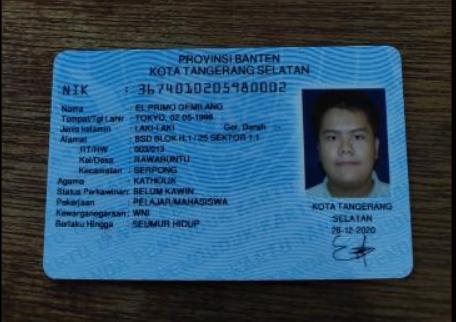 PROVINSI BANTEN
KOTA TANGERANG SELATAN
NIK : 3674010205980002
Nama : EL PRIMO GEMILANG
Tempat/Tgl Lahir : TOKYO, 02-05-1998
Jenis kelamin : LAKI-LAKI Gol. Darah :
Alamat : BSD BLOK H.1 / 25 SEKTOR 1.1
RT/RW : 003/013
Kel/Desa : RAWABUNTU
Kecamatan : SERPONG
Agama : KATHOLIK
Status Perkawinan: BELUM KAWIN
Pekerjaan : PELAJAR/MAHASISWA
Kewarganegaraan : WNI
Berlaku Hingga : SEUMUR HIDUP
KOTA TANGERANG
SELATAN
26-12-2020